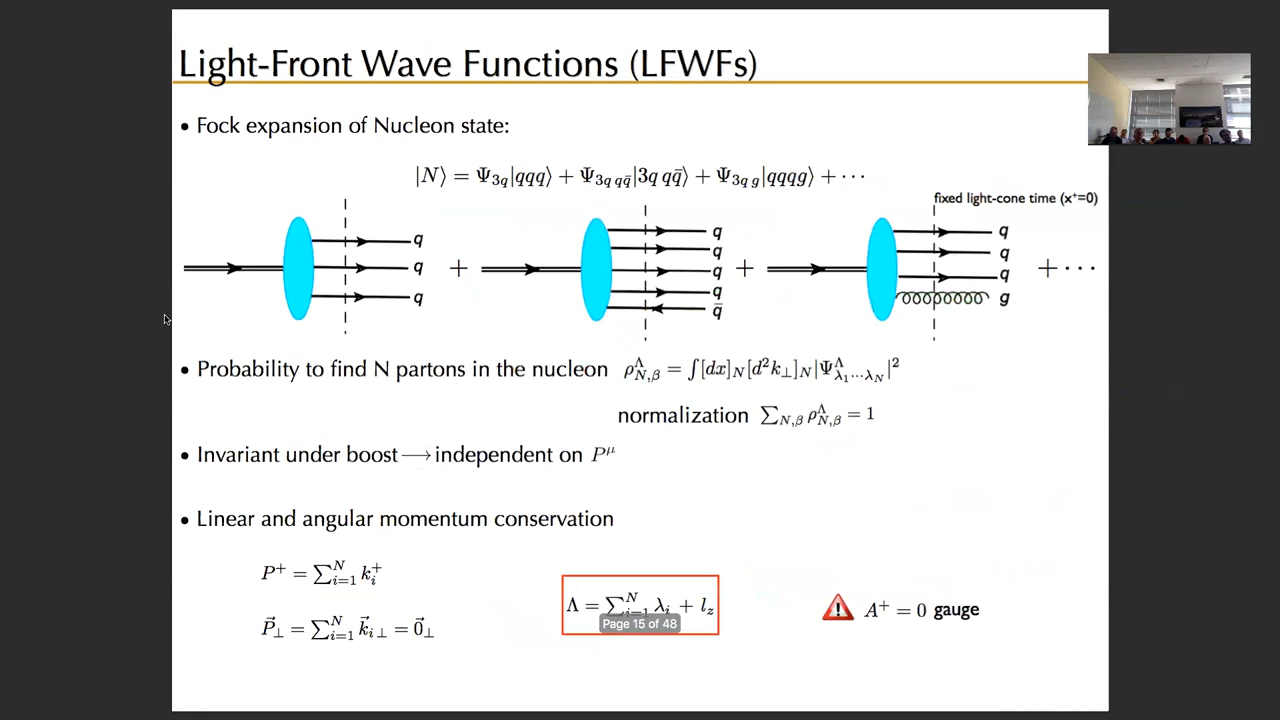 Light-Front Wave Functions (LFWFs)
• Fock expansion of Nucleon state:
|N⟩ = Ψ₃q|qqq⟩ + Ψ₃q qq̄|3q qq̄⟩ + Ψ₃q g|qqqg⟩ + ⋯
fixed light-cone time (x⁺=0)
q
q
q
+
q
q
q
q
q̄
+
q
q
q
g
+⋯
• Probability to find N partons in the nucleon ρ^Λ_{N,β} = ∫[dx]_N[d²k_⊥]_N|Ψ^Λ_{λ₁⋯λ_N}|²
normalization ∑_{N,β} ρ^Λ_{N,β} = 1
• Invariant under boost⟶independent on P^μ
• Linear and angular momentum conservation
P⁺ = ∑_{i=1}^N k_i⁺
P⃗_⊥ = ∑_{i=1}^N k⃗_{i⊥} = 0⃗_⊥
Λ = ∑_{i=1}^N λ_i + l_z
Page 15 of 48
A⁺ = 0 gauge